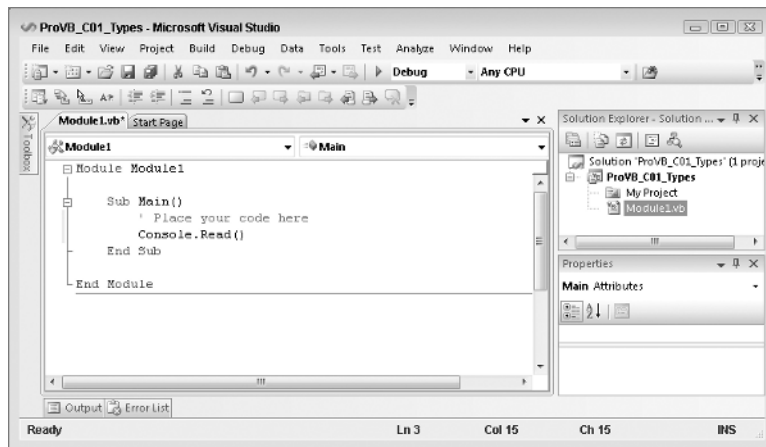 ProVB_C01_Types - Microsoft Visual Studio
File Edit View Project Build Debug Data Tools Test Analyze Window Help
Debug Any CPU
Toolbox
Module1.vb* Start Page
Module1 Main
Module Module1
Sub Main()
' Place your code here
Console.Read()
End Sub
End Module
Output Error List
Solution Explorer - Solution ...
Solution 'ProVB_C01_Types' (1 proje
ProVB_C01_Types
My Project
Module1.vb
Properties
Main Attributes
Ready Ln 3 Col 15 Ch 15 INS